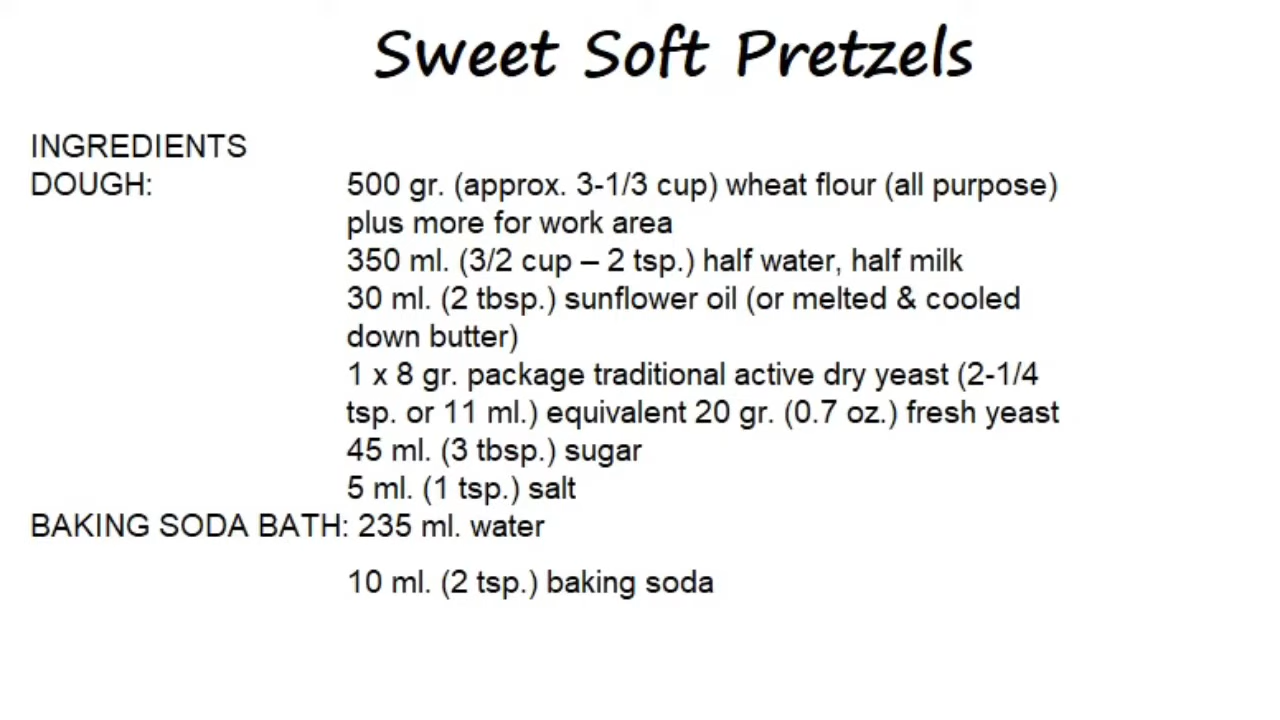 Sweet Soft Pretzels
INGREDIENTS
DOUGH: 500 gr. (approx. 3-1/3 cup) wheat flour (all purpose)
plus more for work area
350 ml. (3/2 cup – 2 tsp.) half water, half milk
30 ml. (2 tbsp.) sunflower oil (or melted & cooled
down butter)
1 x 8 gr. package traditional active dry yeast (2-1/4
tsp. or 11 ml.) equivalent 20 gr. (0.7 oz.) fresh yeast
45 ml. (3 tbsp.) sugar
5 ml. (1 tsp.) salt
BAKING SODA BATH: 235 ml. water
10 ml. (2 tsp.) baking soda